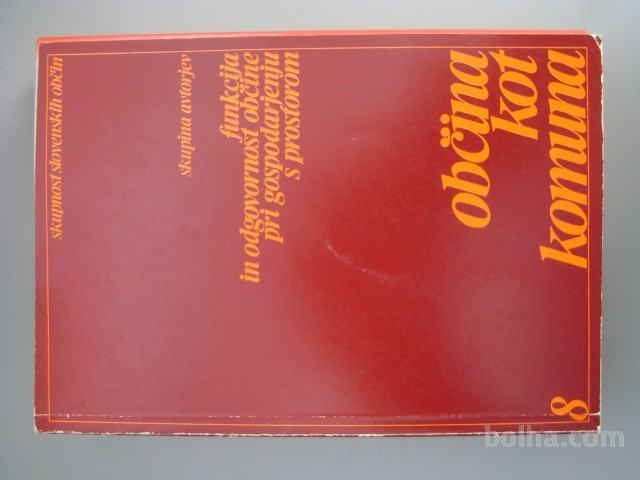 skupnost slovenskih občin
skupina avtorjev
funkcija
in odgovornost občine
pri gospodarjenju
s prostorom
občina
kot
komuna
8
bolha.com